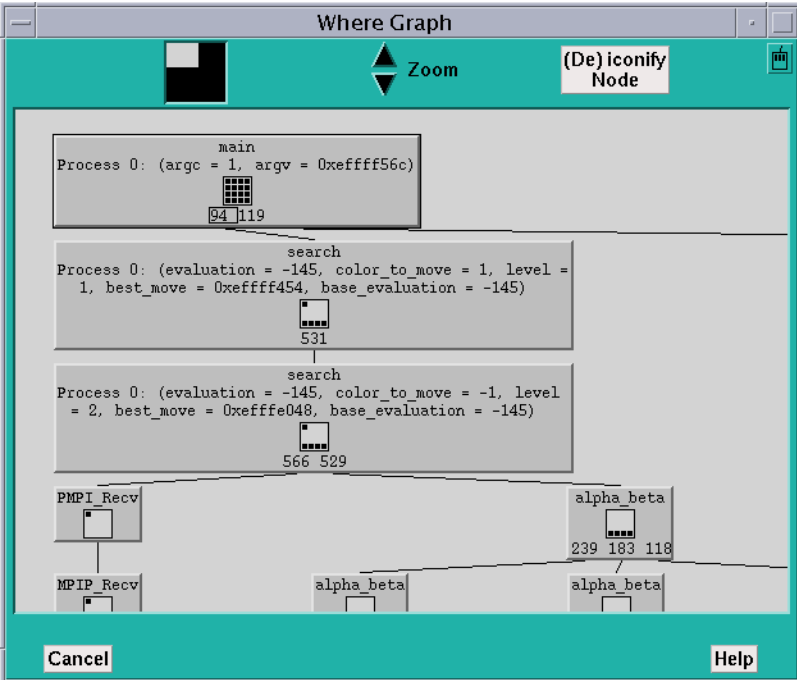 Where Graph
Zoom
(De) iconify
Node
main
Process 0: (argc = 1, argv = 0xeffff56c)
94 119
search
Process 0: (evaluation = -145, color_to_move = 1, level =
1, best_move = 0xeffff454, base_evaluation = -145)
531
search
Process 0: (evaluation = -145, color_to_move = -1, level
= 2, best_move = 0xefffe048, base_evaluation = -145)
566 529
PMPI_Recv
alpha_beta
239 183 118
MPIP_Recv
alpha_beta
alpha_beta
Cancel
Help